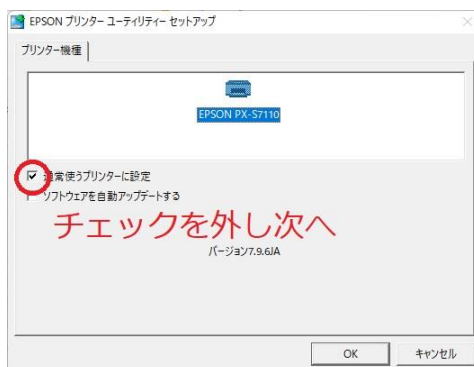 EPSON プリンター ユーティリティー セットアップ
プリンター機種
EPSON PX-S7110
通常使うプリンターに設定
ソフトウェアを自動アップデートする
チェックを外し次へ
バージョン7.9.6JA
OK キャンセル